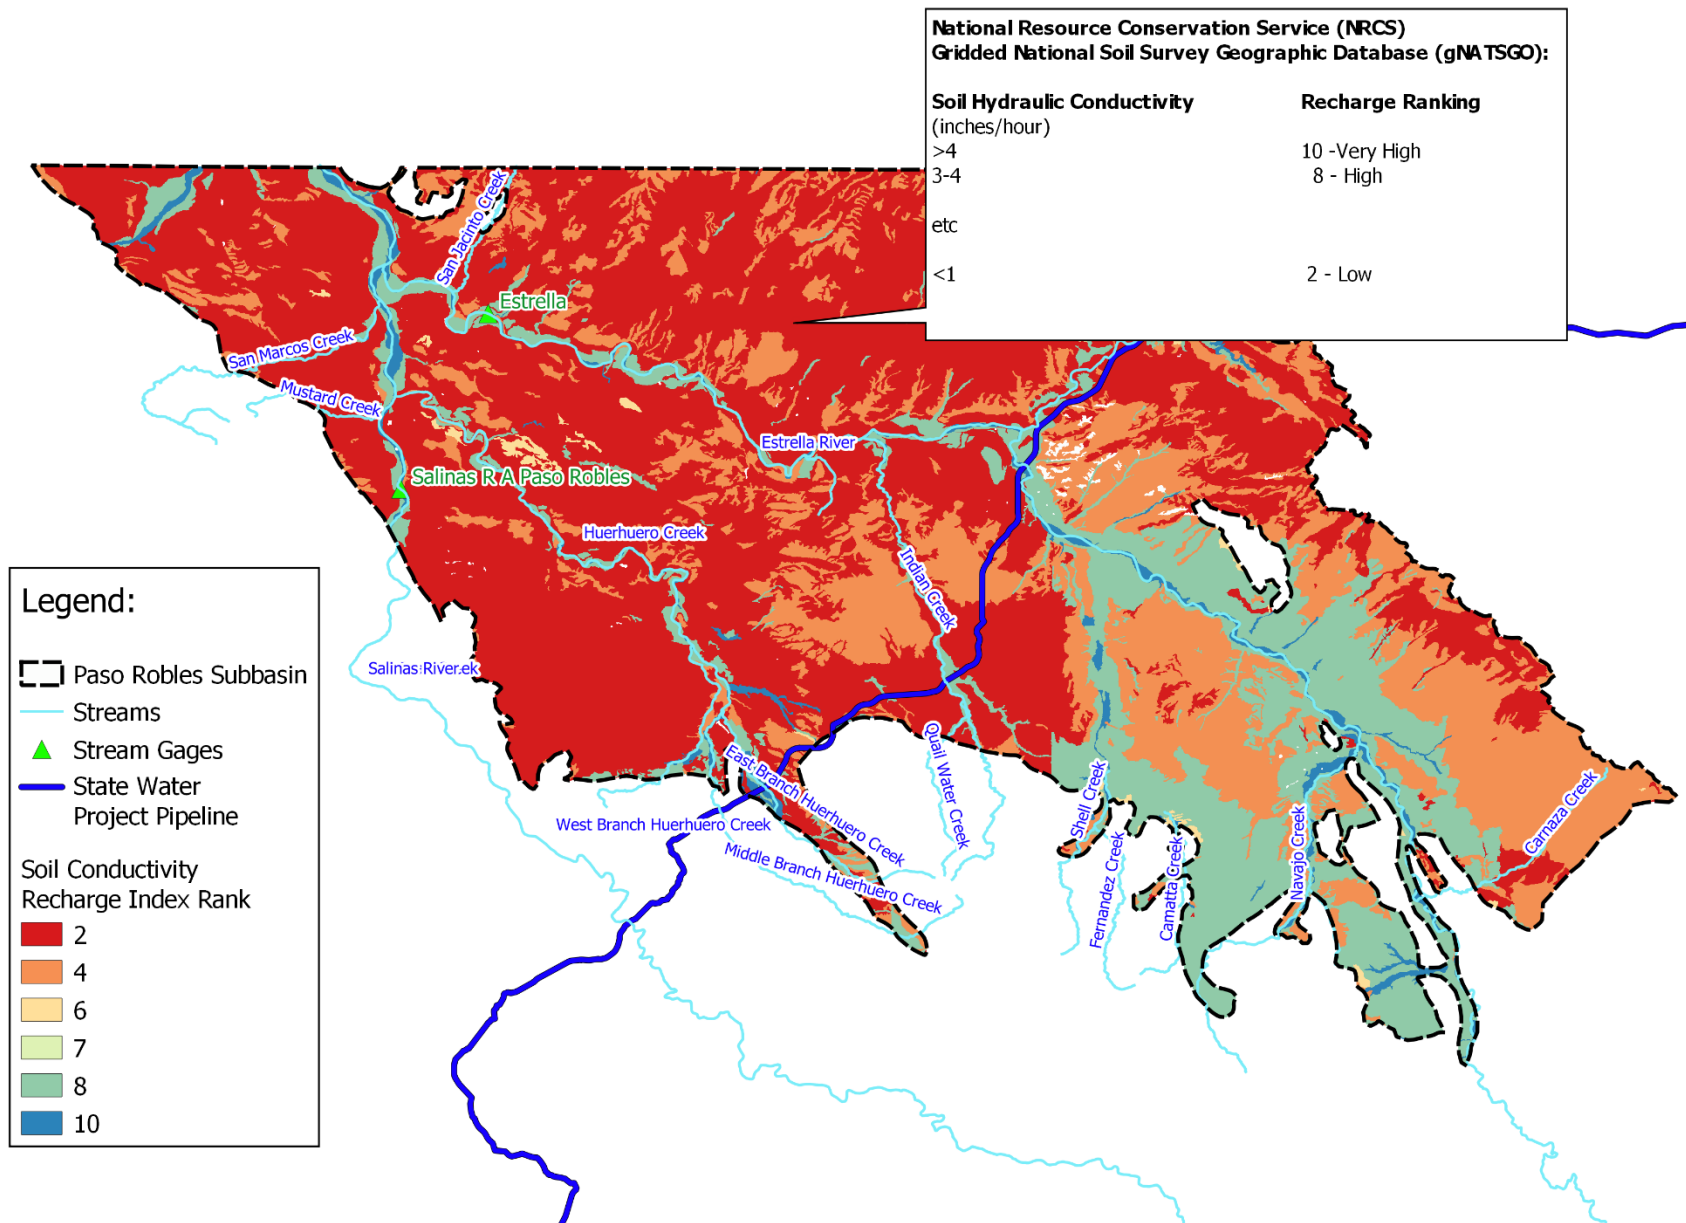 National Resource Conservation Service (NRCS)
Gridded National Soil Survey Geographic Database (gNATSGO):
Soil Hydraulic Conductivity Recharge Ranking
(inches/hour)
>4 10 -Very High
3-4 8 - High
etc
<1 2 - Low
San Jacinto Creek
Estrella
San Marcos Creek
Mustard Creek
Estrella River
Salinas R A Paso Robles
Huerhuero Creek
Indian Creek
Salinas River
East Branch Huerhuero Creek
Quail Water Creek
West Branch Huerhuero Creek
Middle Branch Huerhuero Creek
Shell Creek
Fernandez Creek
Camatta Creek
Navajo Creek
Carnaza Creek
Legend:
Paso Robles Subbasin
Streams
Stream Gages
State Water
Project Pipeline
Soil Conductivity
Recharge Index Rank
2
4
6
7
8
10